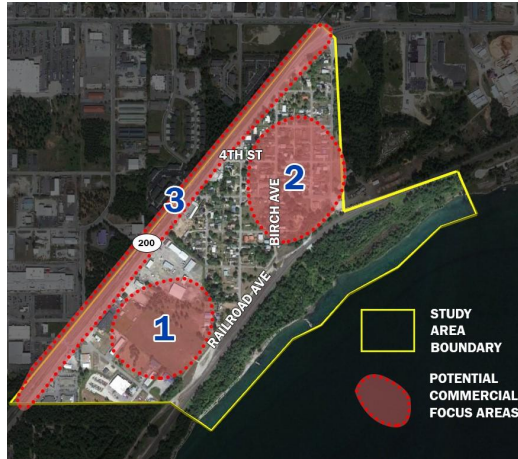 4TH ST
2
3
BIRCH AVE
200
RAILROAD AVE
1
STUDY
AREA
BOUNDARY
POTENTIAL
COMMERCIAL
FOCUS AREAS